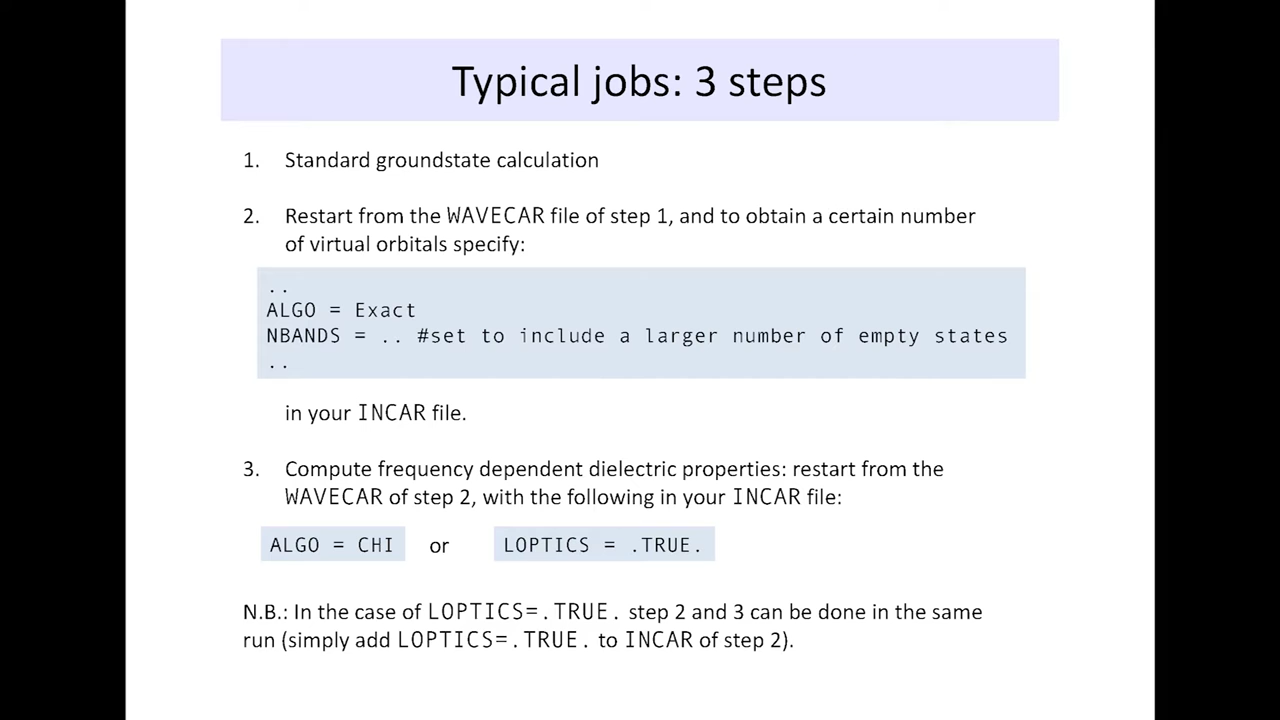 Typical jobs: 3 steps
1. Standard groundstate calculation
2. Restart from the WAVECAR file of step 1, and to obtain a certain number
of virtual orbitals specify:
..
ALGO = Exact
NBANDS = .. #set to include a larger number of empty states
..
in your INCAR file.
3. Compute frequency dependent dielectric properties: restart from the
WAVECAR of step 2, with the following in your INCAR file:
ALGO = CHI or LOPTICS = .TRUE.
N.B.: In the case of LOPTICS=.TRUE. step 2 and 3 can be done in the same
run (simply add LOPTICS=.TRUE. to INCAR of step 2).